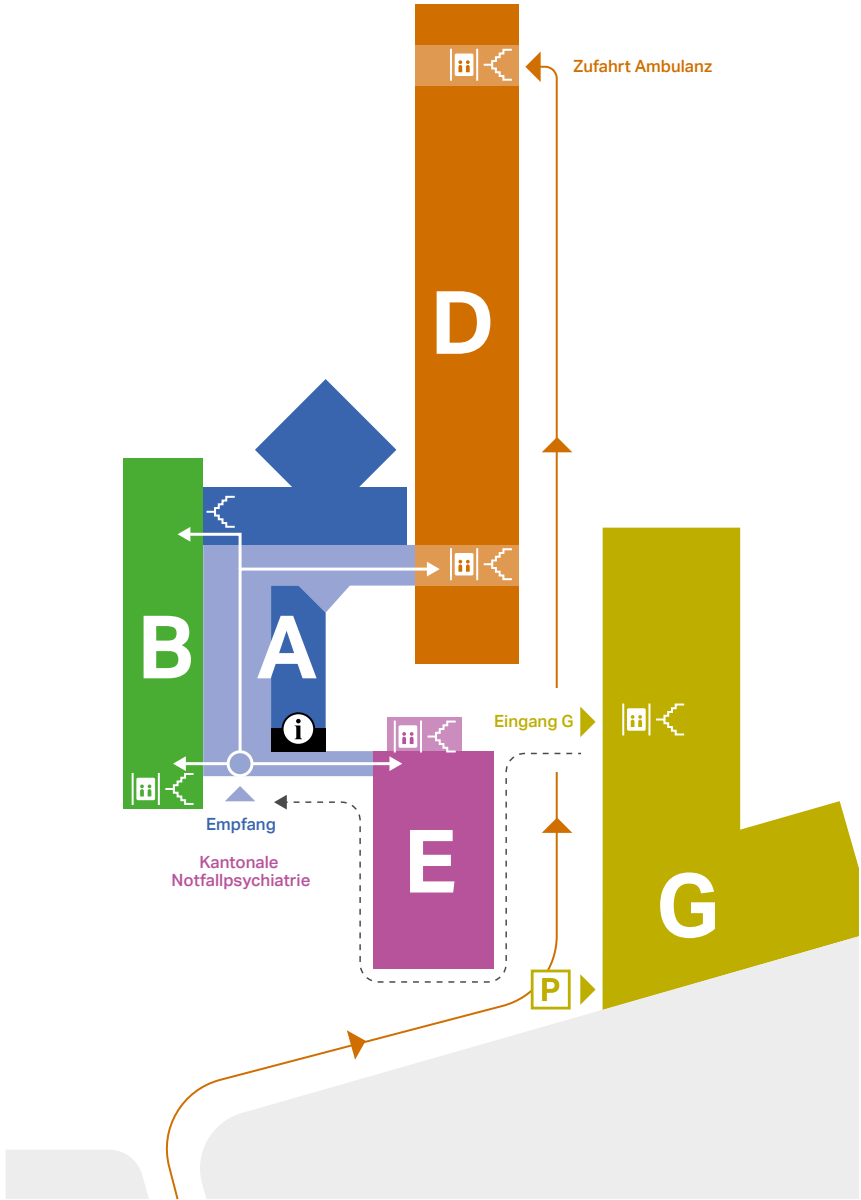 Zufahrt Ambulanz
D
B
A
i
Eingang G
Empfang
Kantonale
Notfallpsychiatrie
E
G
P